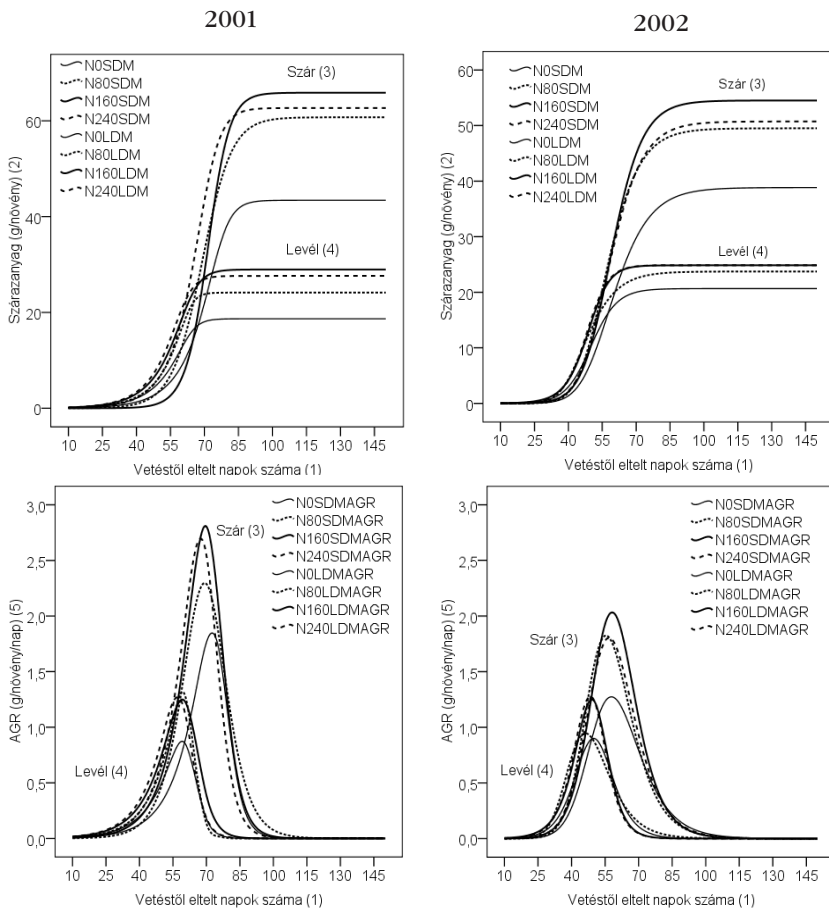 2001
N0SDM
N80SDM
N160SDM
N240SDM
N0LDM
N80LDM
N160LDM
N240LDM
Szár (3)
Levél (4)
60
40
20
0
Szárazanyag (g/növény) (2)
10 25 40 55 70 85 100 115 130 145
Vetéstől eltelt napok száma (1)
2002
N0SDM
N80SDM
N160SDM
N240SDM
N0LDM
N80LDM
N160LDM
N240LDM
Szár (3)
Levél (4)
60
50
40
30
20
10
0
Szárazanyag (g/növény) (2)
10 25 40 55 70 85 100 115 130 145
Vetéstől eltelt napok száma (1)
N0SDMAGR
N80SDMAGR
N160SDMAGR
N240SDMAGR
N0LDMAGR
N80LDMAGR
N160LDMAGR
N240LDMAGR
Szár (3)
Levél (4)
3,0
2,5
2,0
1,5
1,0
0,5
0,0
AGR (g/növény/nap) (5)
10 25 40 55 70 85 100 115 130 145
Vetéstől eltelt napok száma (1)
N0SDMAGR
N80SDMAGR
N160SDMAGR
N240SDMAGR
N0LDMAGR
N80LDMAGR
N160LDMAGR
N240LDMAGR
Szár (3)
Levél (4)
3,0
2,5
2,0
1,5
1,0
0,5
0,0
AGR (g/növény/nap) (5)
10 25 40 55 70 85 100 115 130 145
Vetéstől eltelt napok száma (1)